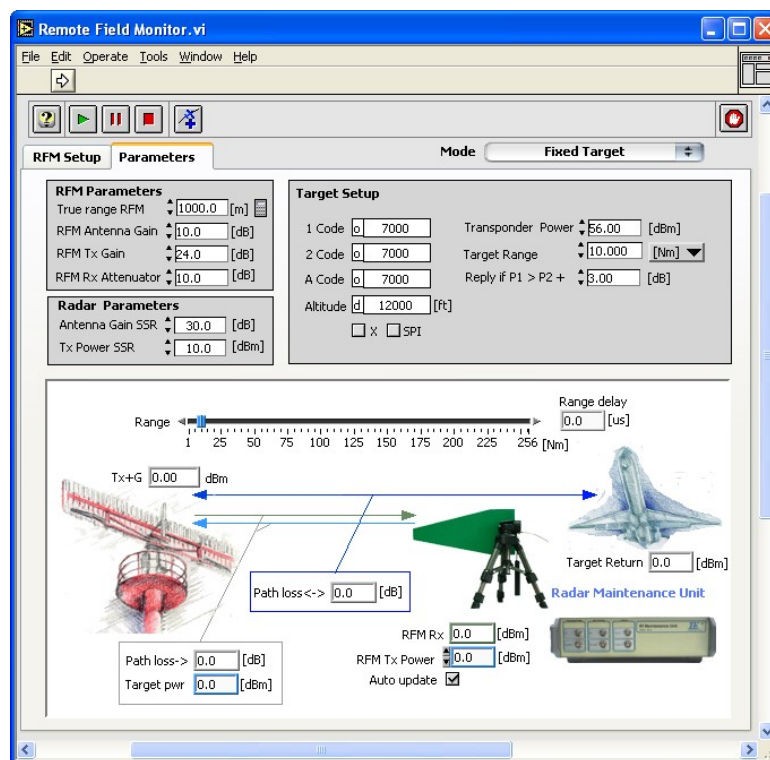 Remote Field Monitor.vi
File Edit Operate Tools Window Help
RFM Setup Parameters
Mode Fixed Target
RFM Parameters
True range RFM 1000.0 [m]
RFM Antenna Gain 10.0 [dB]
RFM Tx Gain 24.0 [dB]
RFM Rx Attenuator 10.0 [dB]
Radar Parameters
Antenna Gain SSR 30.0 [dB]
Tx Power SSR 10.0 [dBm]
Target Setup
1 Code o 7000
2 Code o 7000
A Code o 7000
Altitude d 12000 [ft]
X SPI
Transponder Power 56.00 [dBm]
Target Range 10.000 [Nm]
Reply if P1 > P2 + 3.00 [dB]
Range
1 25 50 75 100 125 150 175 200 225 256 [Nm]
Range delay
0.0 [us]
Tx+G 0.00 dBm
Path loss<-> 0.0 [dB]
Target Return 0.0 [dBm]
Radar Maintenance Unit
Path loss-> 0.0 [dB]
Target pwr 0.0 [dBm]
RFM Rx 0.0 [dBm]
RFM Tx Power 0.0 [dBm]
Auto update